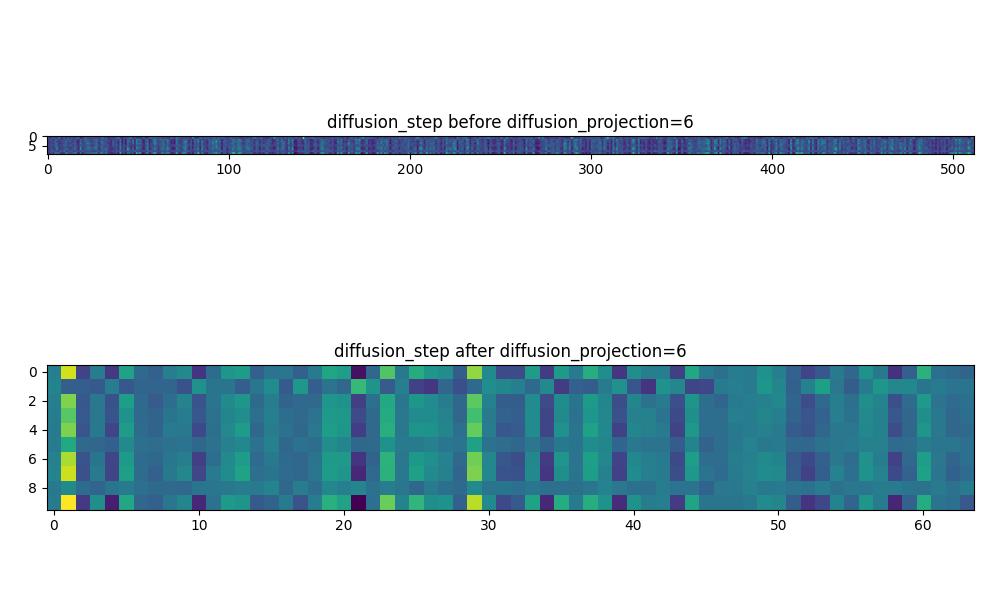 diffusion_step before diffusion_projection=6
0
5
0 100 200 300 400 500
diffusion_step after diffusion_projection=6
0
2
4
6
8
0 10 20 30 40 50 60